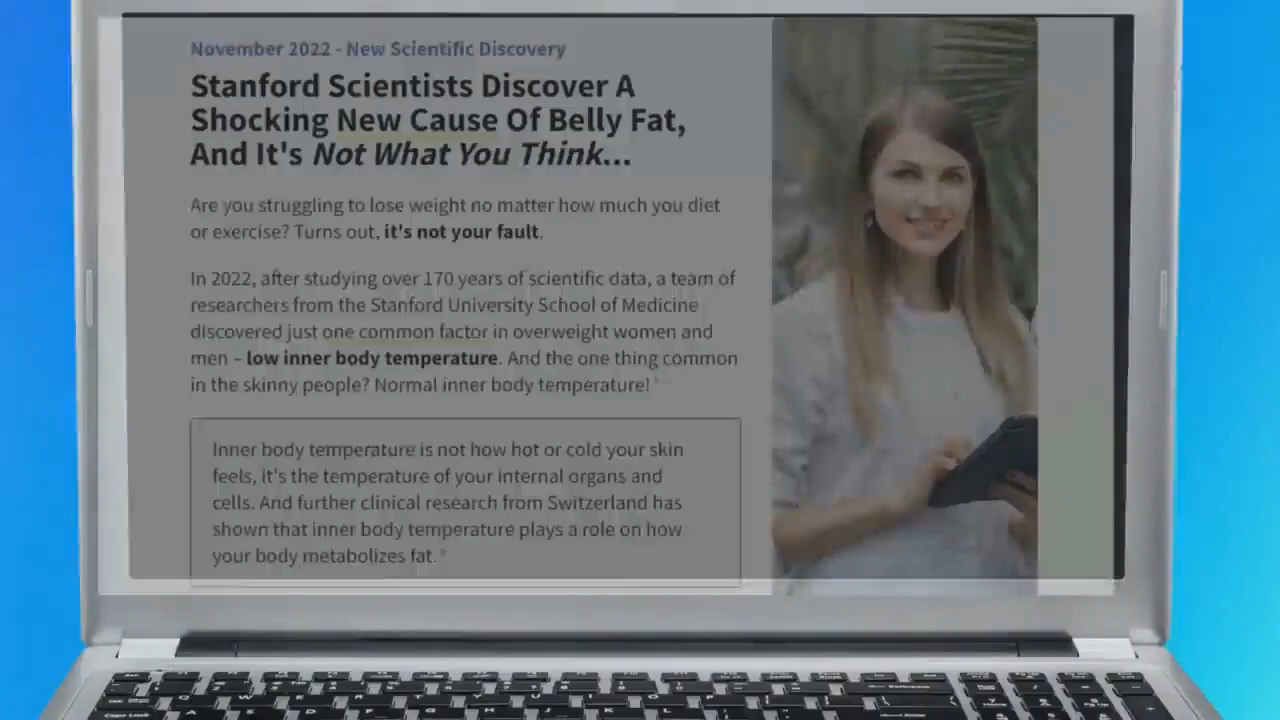 November 2022 - New Scientific Discovery
Stanford Scientists Discover A
Shocking New Cause Of Belly Fat,
And It's Not What You Think...
Are you struggling to lose weight no matter how much you diet
or exercise? Turns out, it's not your fault.
In 2022, after studying over 170 years of scientific data, a team of
researchers from the Stanford University School of Medicine
discovered just one common factor in overweight women and
men – low inner body temperature. And the one thing common
in the skinny people? Normal inner body temperature!
Inner body temperature is not how hot or cold your skin
feels, it's the temperature of your internal organs and
cells. And further clinical research from Switzerland has
shown that inner body temperature plays a role on how
your body metabolizes fat.
Caps Lock